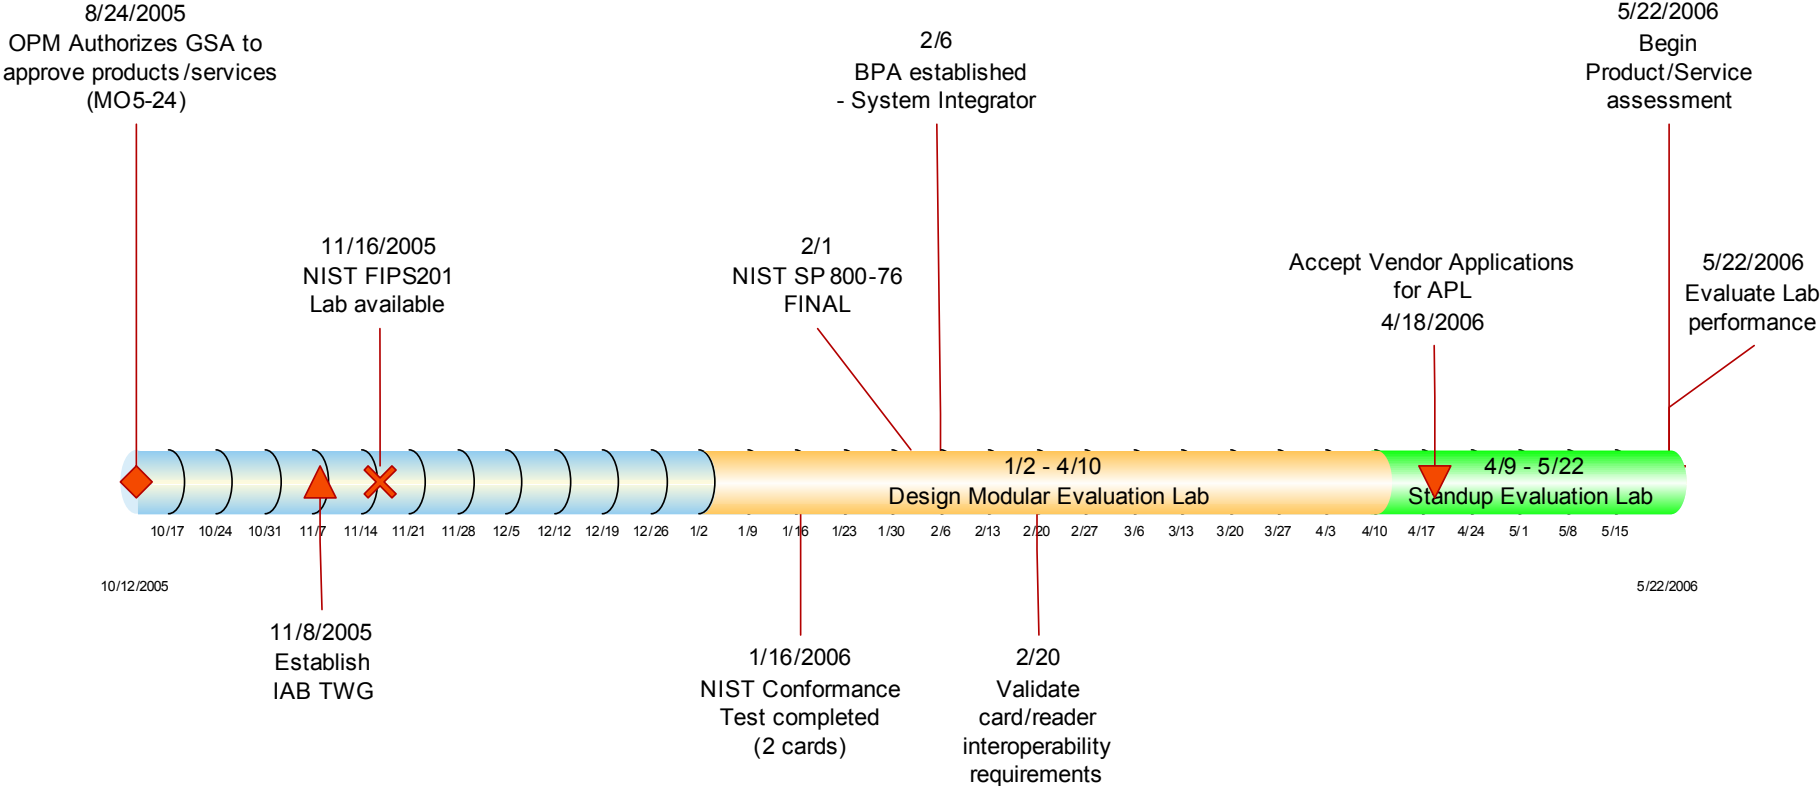 8/24/2005
OPM Authorizes GSA to
approve products/services
(MO5-24)
2/6
BPA established
- System Integrator
5/22/2006
Begin
Product/Service
assessment
11/16/2005
NIST FIPS201
Lab available
2/1
NIST SP 800-76
FINAL
Accept Vendor Applications
for APL
4/18/2006
5/22/2006
Evaluate Lab
performance
1/2 - 4/10
Design Modular Evaluation Lab
4/9 - 5/22
Standup Evaluation Lab
10/17 10/24 10/31 11/7 11/14 11/21 11/28 12/5 12/12 12/19 12/26 1/2 1/9 1/16 1/23 1/30 2/6 2/13 2/20 2/27 3/6 3/13 3/20 3/27 4/3 4/10 4/17 4/24 5/1 5/8 5/15
10/12/2005
5/22/2006
11/8/2005
Establish
IAB TWG
1/16/2006
NIST Conformance
Test completed
(2 cards)
2/20
Validate
card/reader
interoperability
requirements